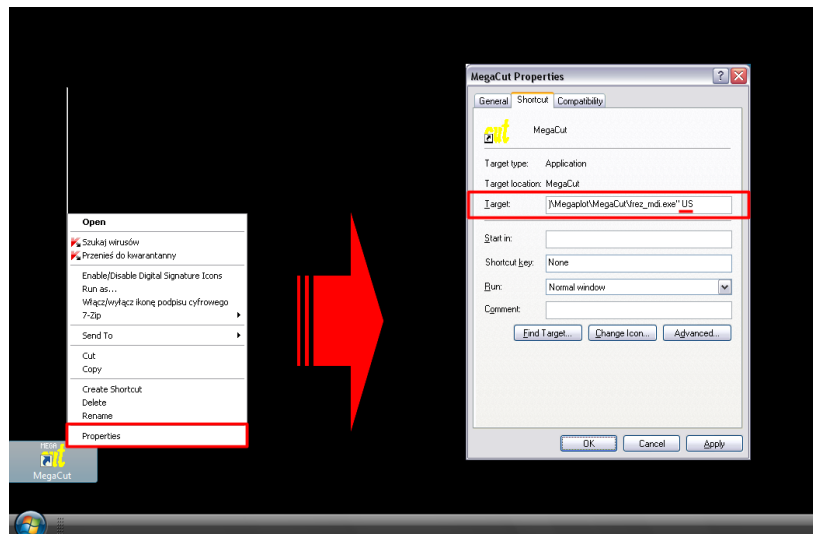 Open
Szukaj wirusów
Przenieś do kwarantanny
Enable/Disable Digital Signature Icons
Run as...
Włącz/wyłącz ikonę podpisu cyfrowego
7-Zip
Send To
Cut
Copy
Create Shortcut
Delete
Rename
Properties
MEGA
cut
MegaCut
MegaCut Properties
General Shortcut Compatibility
cut MegaCut
Target type: Application
Target location: MegaCut
Target: )\Megaplot\MegaCut\frez_mdi.exe" US
Start in:
Shortcut key: None
Run: Normal window
Comment:
Find Target... Change Icon... Advanced...
OK Cancel Apply